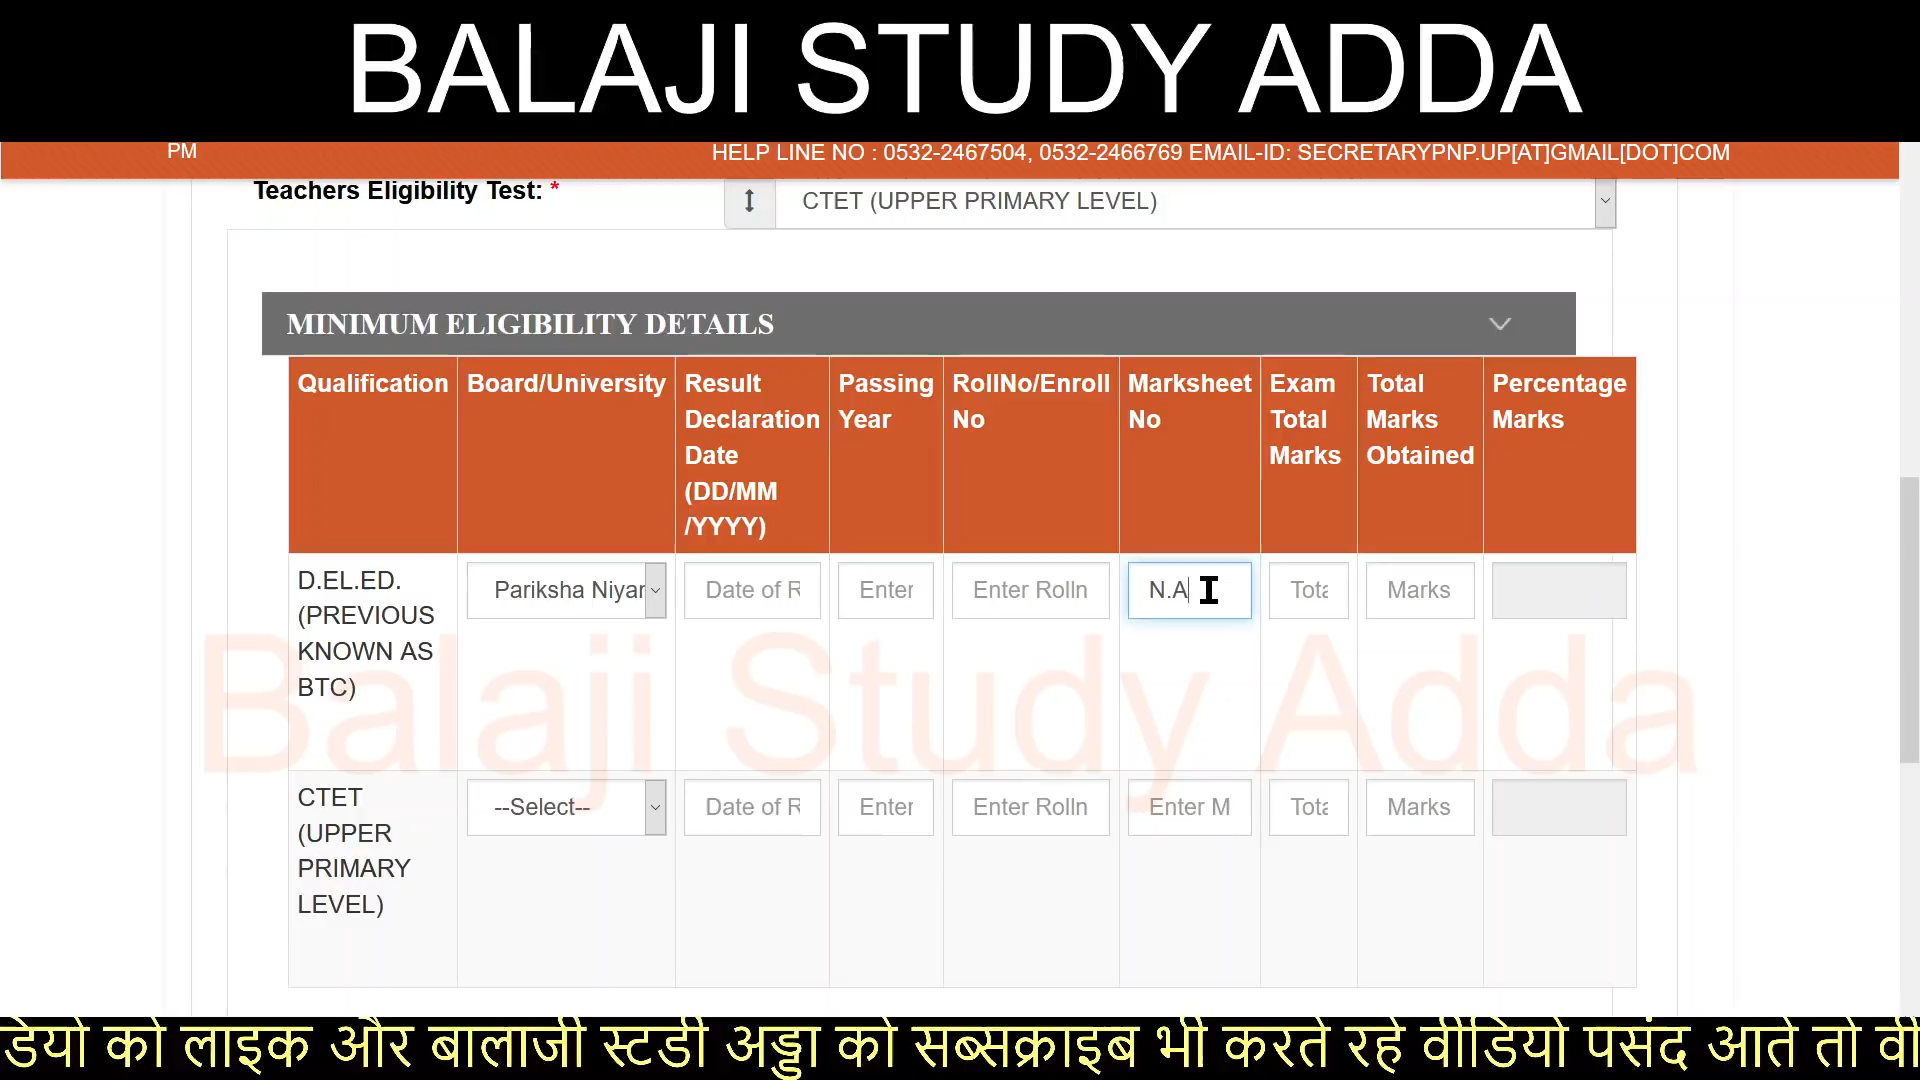 BALAJI STUDY ADDA
PM
HELP LINE NO : 0532-2467504, 0532-2466769 EMAIL-ID: SECRETARYPNP.UP[AT]GMAIL[DOT]COM
Teachers Eligibility Test: *
CTET (UPPER PRIMARY LEVEL)
MINIMUM ELIGIBILITY DETAILS
Qualification
Board/University
Result
Declaration
Date
(DD/MM
/YYYY)
Passing
Year
RollNo/Enroll
No
Marksheet
No
Exam
Total
Marks
Total
Marks
Obtained
Percentage
Marks
D.EL.ED.
(PREVIOUS
KNOWN AS
BTC)
Pariksha Niyar
Date of R
Enter
Enter Rolln
N.A
Tota
Marks
Balaji Study Adda
CTET
(UPPER
PRIMARY
LEVEL)
--Select--
Date of R
Enter
Enter Rolln
Enter M
Tota
Marks
डियो को लाइक और बालाजी स्टडी अड्डा को सब्सक्राइब भी करते रहे वीडियो पसंद आते तो वी